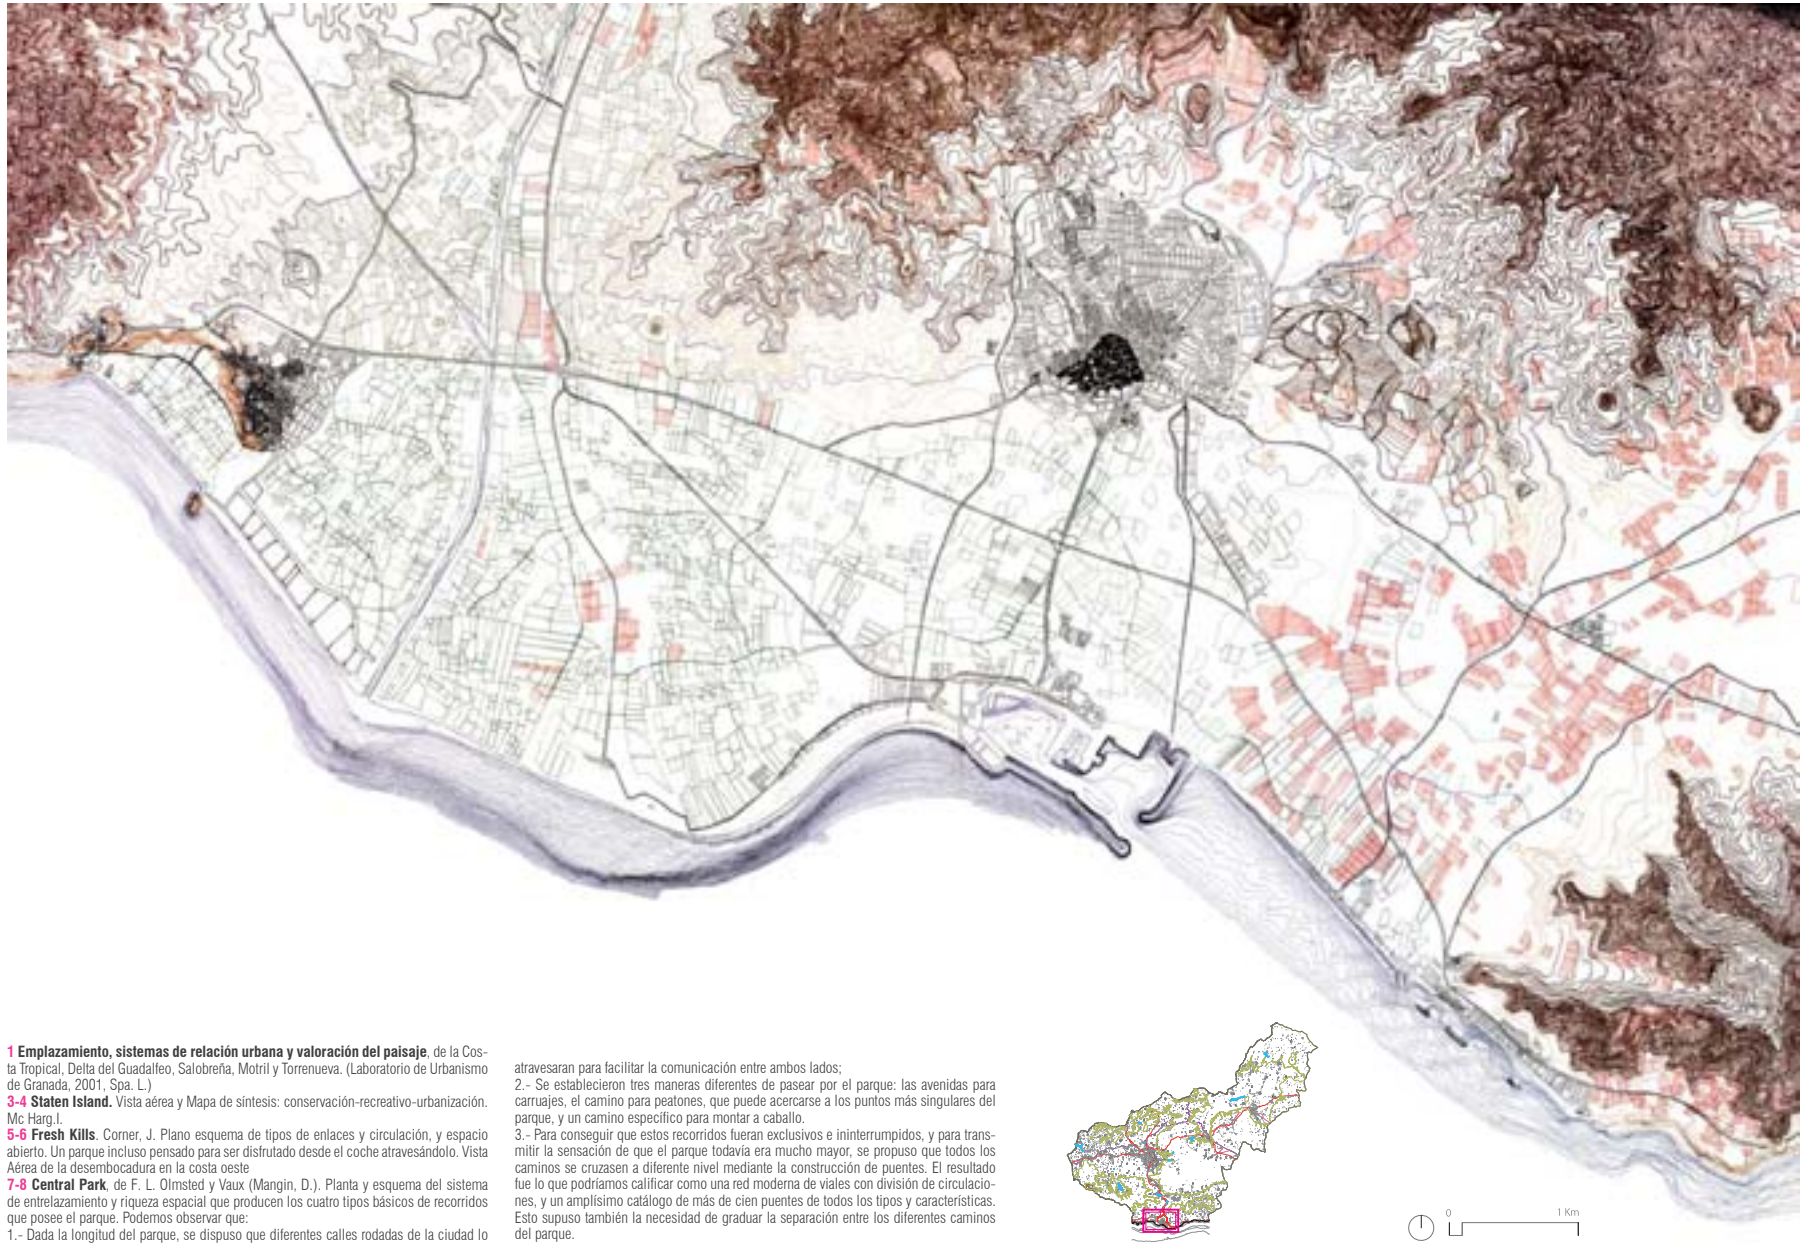 1 Emplazamiento, sistemas de relación urbana y valoración del paisaje, de la Cos-
ta Tropical, Delta del Guadalfeo, Salobreña, Motril y Torrenueva. (Laboratorio de Urbanismo
de Granada, 2001, Spa. L.)
3-4 Staten Island. Vista aérea y Mapa de síntesis: conservación-recreativo-urbanización.
Mc Harg.I.
5-6 Fresh Kills. Corner, J. Plano esquema de tipos de enlaces y circulación, y espacio
abierto. Un parque incluso pensado para ser disfrutado desde el coche atravesándolo. Vista
Aérea de la desembocadura en la costa oeste
7-8 Central Park, de F. L. Olmsted y Vaux (Mangin, D.). Planta y esquema del sistema
de entrelazamiento y riqueza espacial que producen los cuatro tipos básicos de recorridos
que posee el parque. Podemos observar que:
1.- Dada la longitud del parque, se dispuso que diferentes calles rodadas de la ciudad lo
atravesaran para facilitar la comunicación entre ambos lados;
2.- Se establecieron tres maneras diferentes de pasear por el parque: las avenidas para
carruajes, el camino para peatones, que puede acercarse a los puntos más singulares del
parque, y un camino específico para montar a caballo.
3.- Para conseguir que estos recorridos fueran exclusivos e ininterrumpidos, y para trans-
mitir la sensación de que el parque todavía era mucho mayor, se propuso que todos los
caminos se cruzasen a diferente nivel mediante la construcción de puentes. El resultado
fue lo que podríamos calificar como una red moderna de viales con división de circulacio-
nes, y un amplísimo catálogo de más de cien puentes de todos los tipos y características.
Esto supuso también la necesidad de graduar la separación entre los diferentes caminos
del parque.
0 1 Km